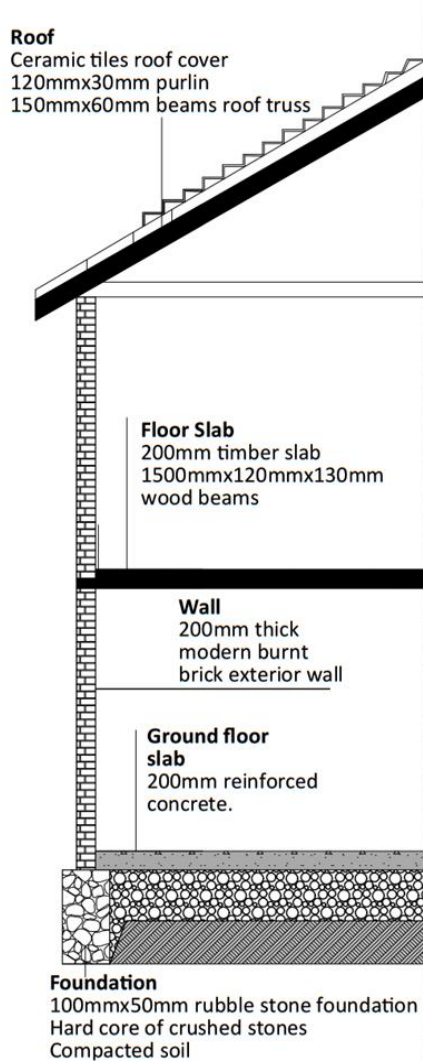 Roof
Ceramic tiles roof cover
120mmx30mm purlin
150mmx60mm beams roof truss
Floor Slab
200mm timber slab
1500mmx120mmx130mm
wood beams
Wall
200mm thick
modern burnt
brick exterior wall
Ground floor
slab
200mm reinforced
concrete.
Foundation
100mmx50mm rubble stone foundation
Hard core of crushed stones
Compacted soil